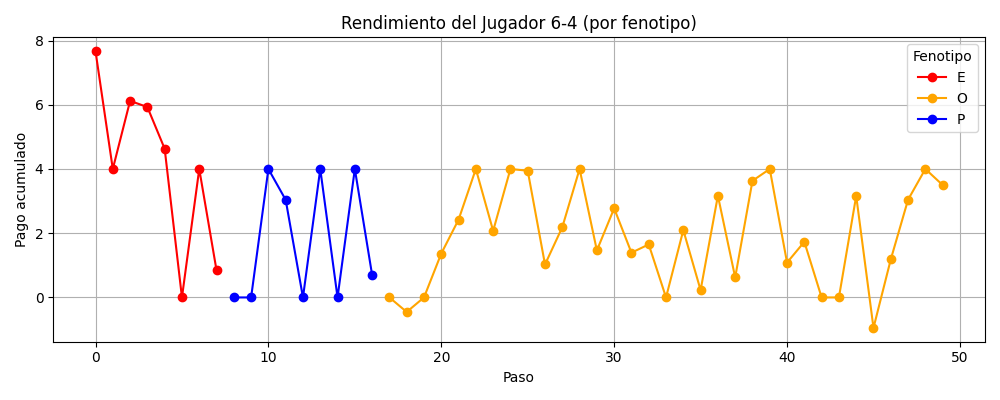 Rendimiento del Jugador 6-4 (por fenotipo)
Pago acumulado
8
6
4
2
0
Fenotipo
E
O
P
0 10 20 30 40 50
Paso